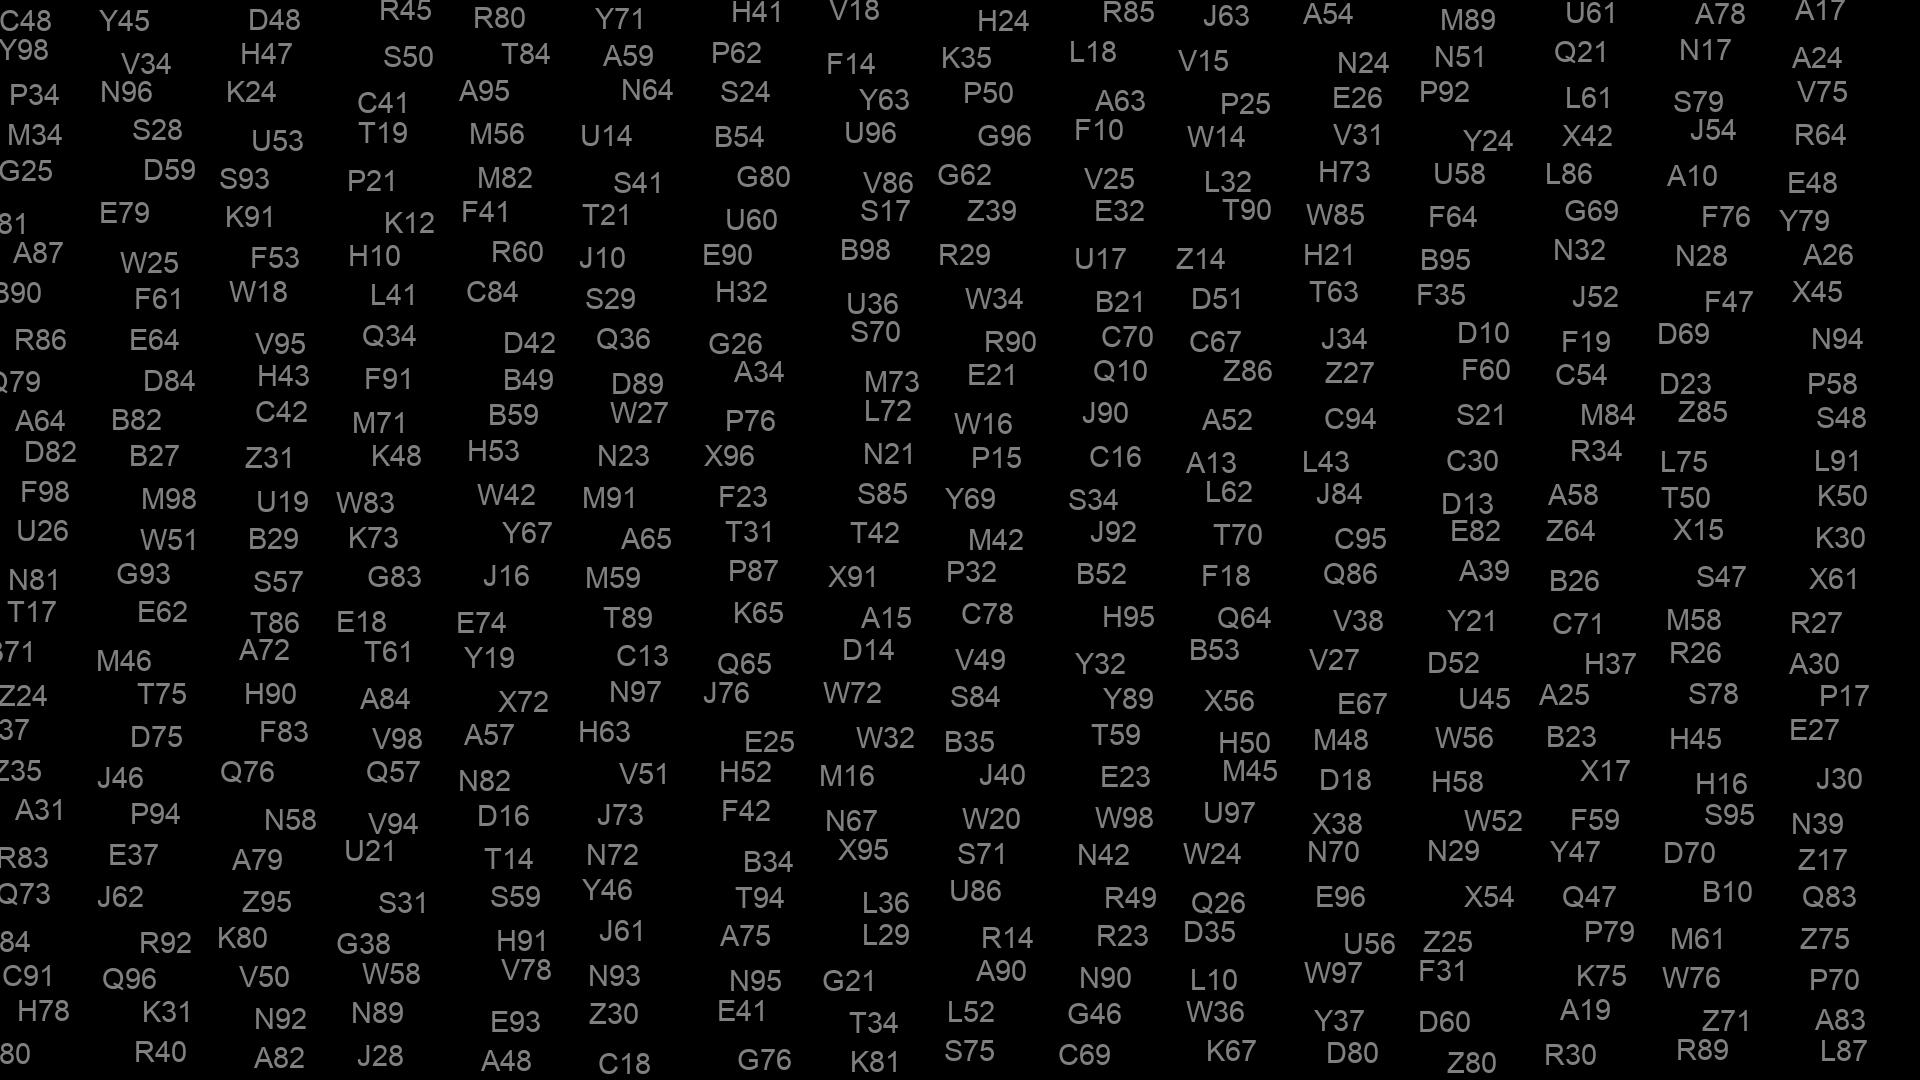 C48 Y45 D48 R45 R80 Y71 H41 V18 H24 R85 J63 A54 M89 U61 A78 A17
Y98 V34 H47 S50 T84 A59 P62 F14 K35 L18 V15 N24 N51 Q21 N17 A24
P34 N96 K24 C41 A95 N64 S24 Y63 P50 A63 P25 E26 P92 L61 S79 V75
M34 S28 U53 T19 M56 U14 B54 U96 G96 F10 W14 V31 Y24 X42 J54 R64
G25 D59 S93 P21 M82 S41 G80 V86 G62 V25 L32 H73 U58 L86 A10 E48
81 E79 K91 K12 F41 T21 U60 S17 Z39 E32 T90 W85 F64 G69 F76 Y79
A87 W25 F53 H10 R60 J10 E90 B98 R29 U17 Z14 H21 B95 N32 N28 A26
B90 F61 W18 L41 C84 S29 H32 U36 W34 B21 D51 T63 F35 J52 F47 X45
R86 E64 V95 Q34 D42 Q36 G26 S70 R90 C70 C67 J34 D10 F19 D69 N94
Q79 D84 H43 F91 B49 D89 A34 M73 E21 Q10 Z86 Z27 F60 C54 D23 P58
A64 B82 C42 M71 B59 W27 P76 L72 W16 J90 A52 C94 S21 M84 Z85 S48
D82 B27 Z31 K48 H53 N23 X96 N21 P15 C16 A13 L43 C30 R34 L75 L91
F98 M98 U19 W83 W42 M91 F23 S85 Y69 S34 L62 J84 D13 A58 T50 K50
U26 W51 B29 K73 Y67 A65 T31 T42 M42 J92 T70 C95 E82 Z64 X15 K30
N81 G93 S57 G83 J16 M59 P87 X91 P32 B52 F18 Q86 A39 B26 S47 X61
T17 E62 T86 E18 E74 T89 K65 A15 C78 H95 Q64 V38 Y21 C71 M58 R27
71 M46 A72 T61 Y19 C13 Q65 D14 V49 Y32 B53 V27 D52 H37 R26 A30
Z24 T75 H90 A84 X72 N97 J76 W72 S84 Y89 X56 E67 U45 A25 S78 P17
37 D75 F83 V98 A57 H63 E25 W32 B35 T59 H50 M48 W56 B23 H45 E27
Z35 J46 Q76 Q57 N82 V51 H52 M16 J40 E23 M45 D18 H58 X17 H16 J30
A31 P94 N58 V94 D16 J73 F42 N67 W20 W98 U97 X38 W52 F59 S95 N39
R83 E37 A79 U21 T14 N72 B34 X95 S71 N42 W24 N70 N29 Y47 D70 Z17
Q73 J62 Z95 S31 S59 Y46 T94 L36 U86 R49 Q26 E96 X54 Q47 B10 Q83
84 R92 K80 G38 H91 J61 A75 L29 R14 R23 D35 U56 Z25 P79 M61 Z75
C91 Q96 V50 W58 V78 N93 N95 G21 A90 N90 L10 W97 F31 K75 W76 P70
H78 K31 N92 N89 E93 Z30 E41 T34 L52 G46 W36 Y37 D60 A19 Z71 A83
80 R40 A82 J28 A48 C18 G76 K81 S75 C69 K67 D80 Z80 R30 R89 L87